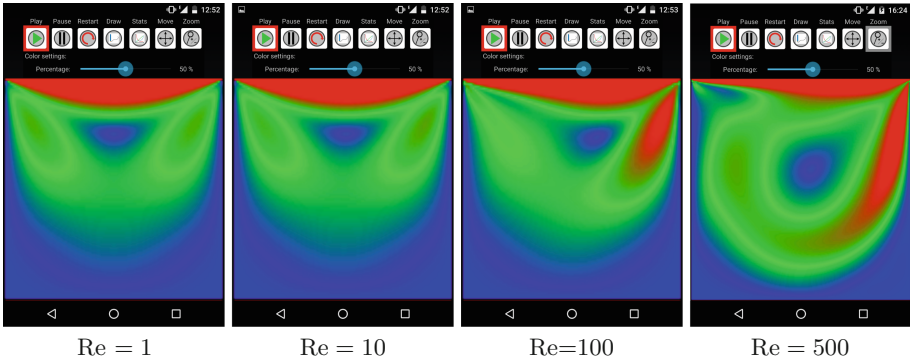 12:52
Play Pause Restart Draw Stats Move Zoom
Color settings:
Percentage: 50 %
12:52
Play Pause Restart Draw Stats Move Zoom
Color settings:
Percentage: 50 %
12:53
Play Pause Restart Draw Stats Move Zoom
Color settings:
Percentage: 50 %
16:24
Play Pause Restart Draw Stats Move Zoom
Color settings:
Percentage: 50 %
Re = 1
Re = 10
Re=100
Re = 500